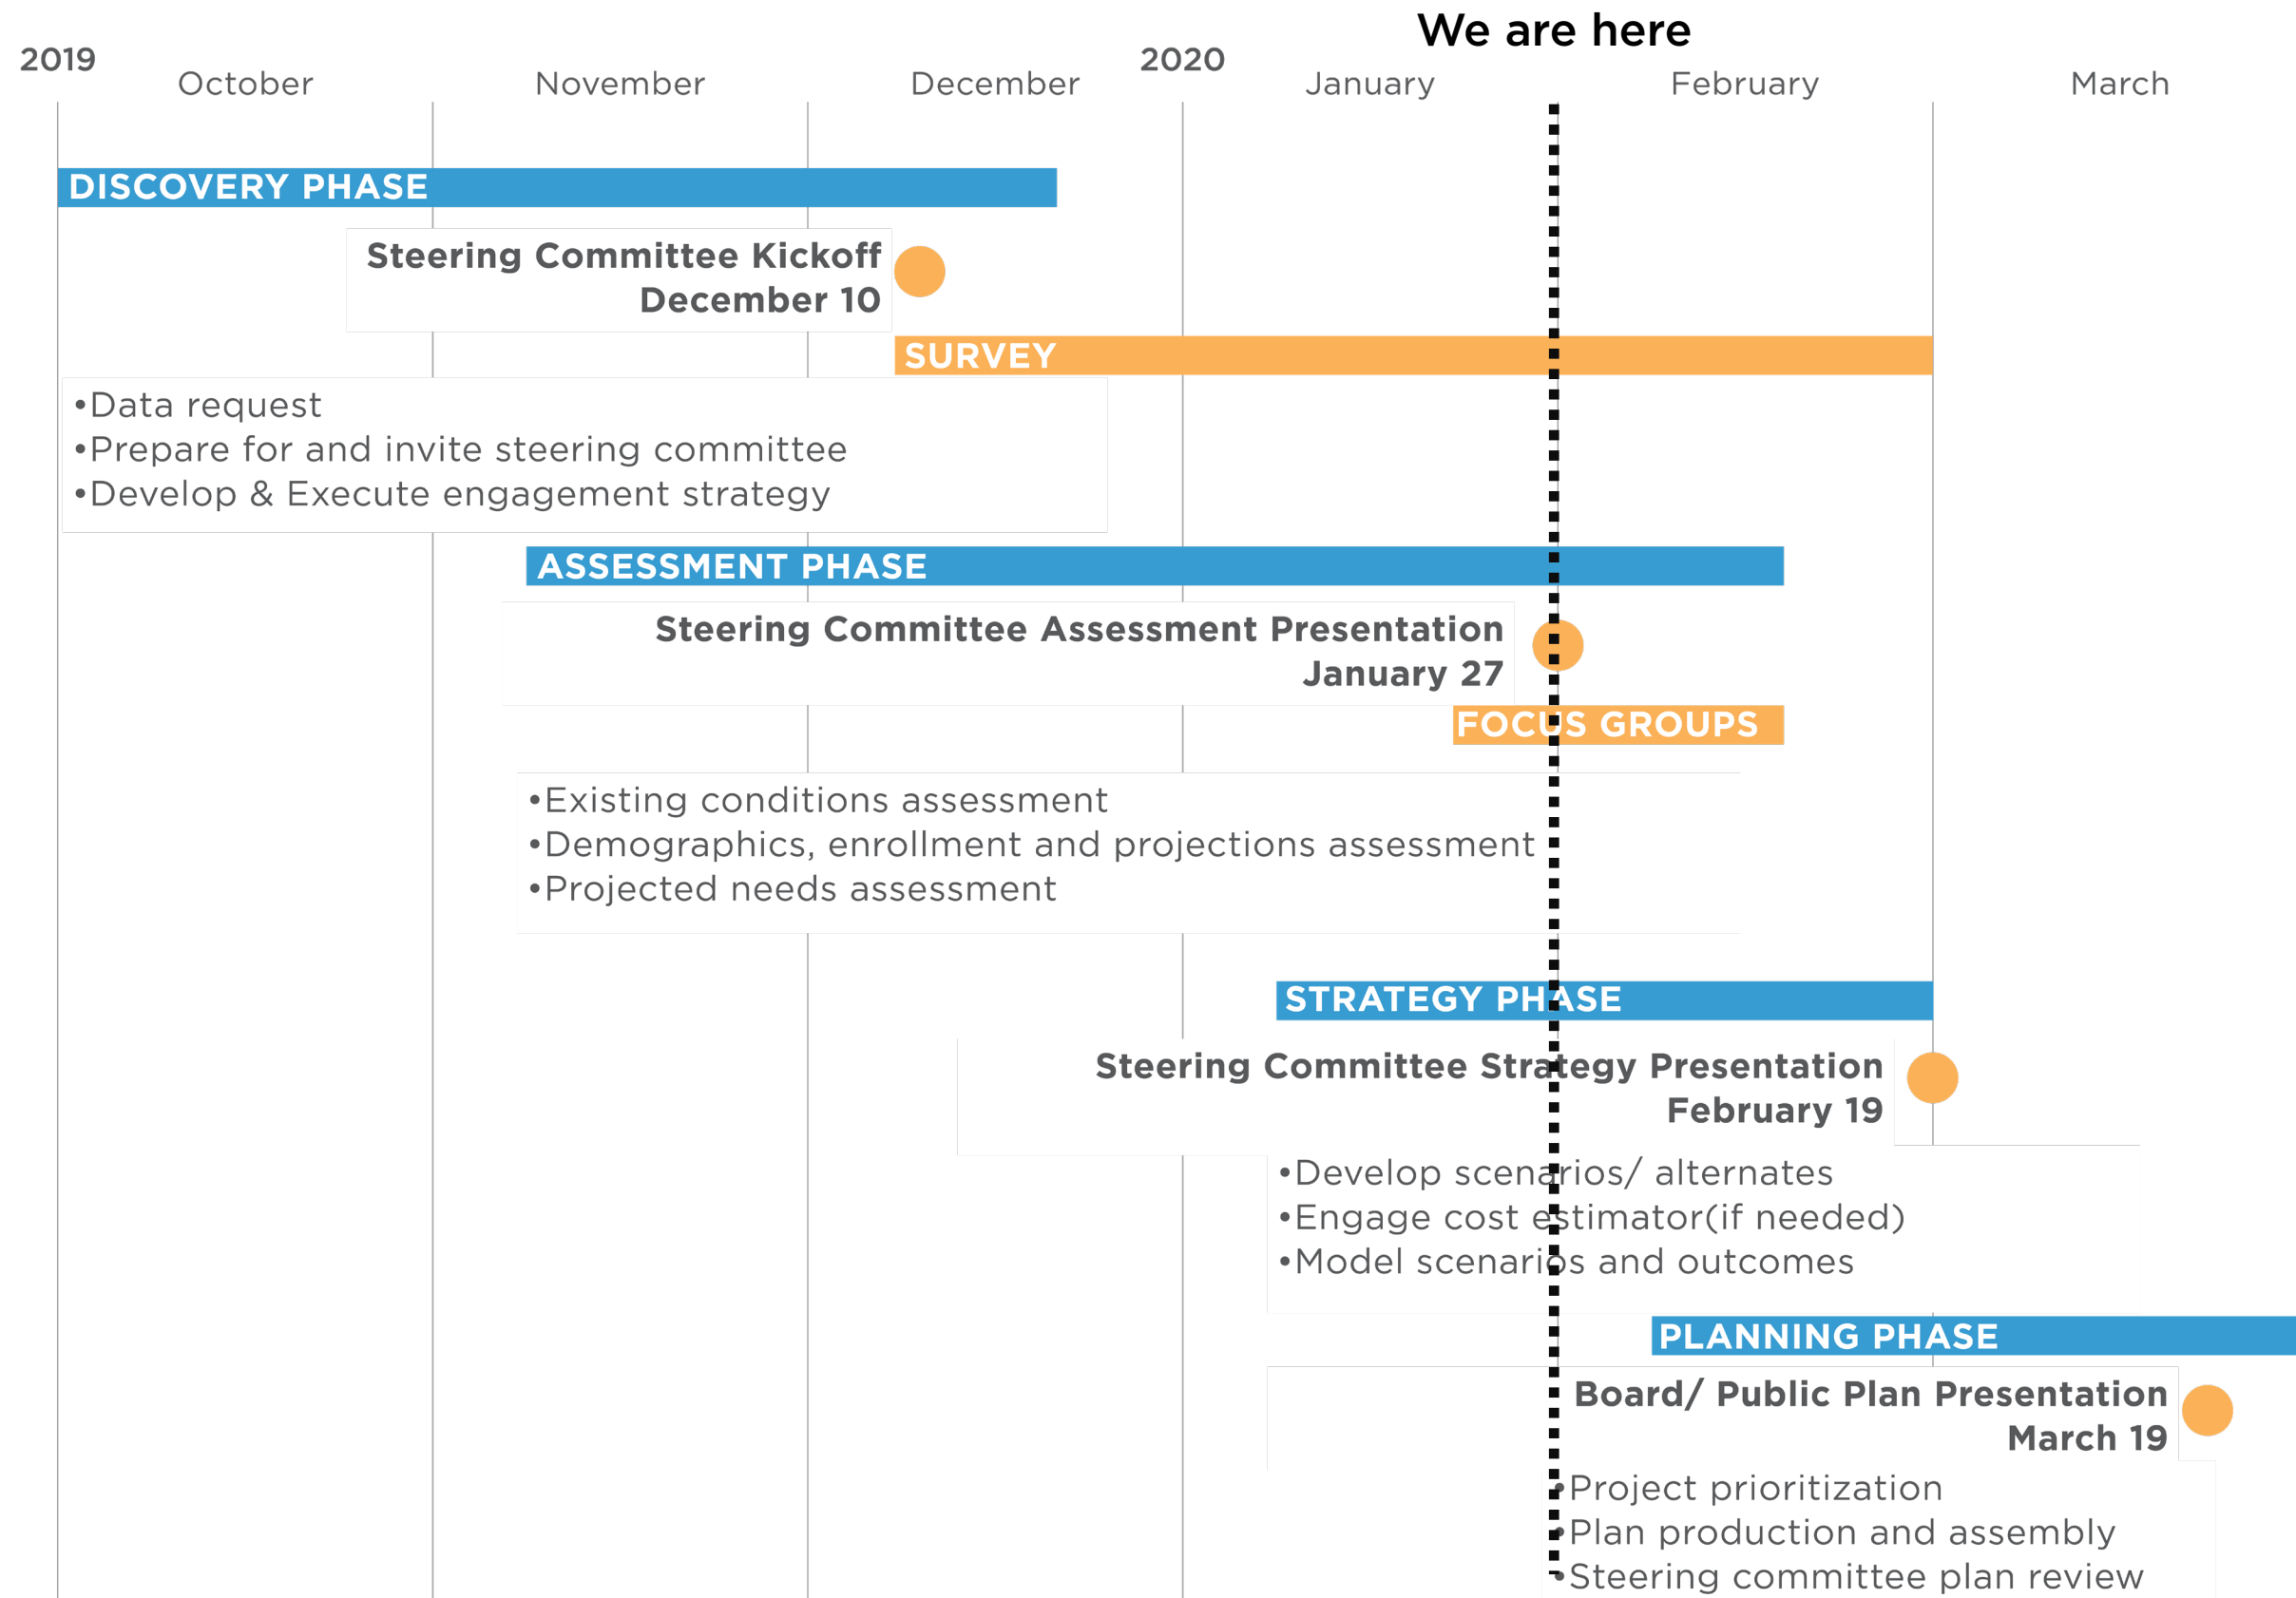 We are here
2019
2020
October November December January February March
DISCOVERY PHASE
Steering Committee Kickoff
December 10
SURVEY
•Data request
•Prepare for and invite steering committee
•Develop & Execute engagement strategy
ASSESSMENT PHASE
Steering Committee Assessment Presentation
January 27
FOCUS GROUPS
•Existing conditions assessment
•Demographics, enrollment and projections assessment
•Projected needs assessment
STRATEGY PHASE
Steering Committee Strategy Presentation
February 19
•Develop scenarios/ alternates
•Engage cost estimator(if needed)
•Model scenarios and outcomes
PLANNING PHASE
Board/ Public Plan Presentation
March 19
•Project prioritization
•Plan production and assembly
•Steering committee plan review